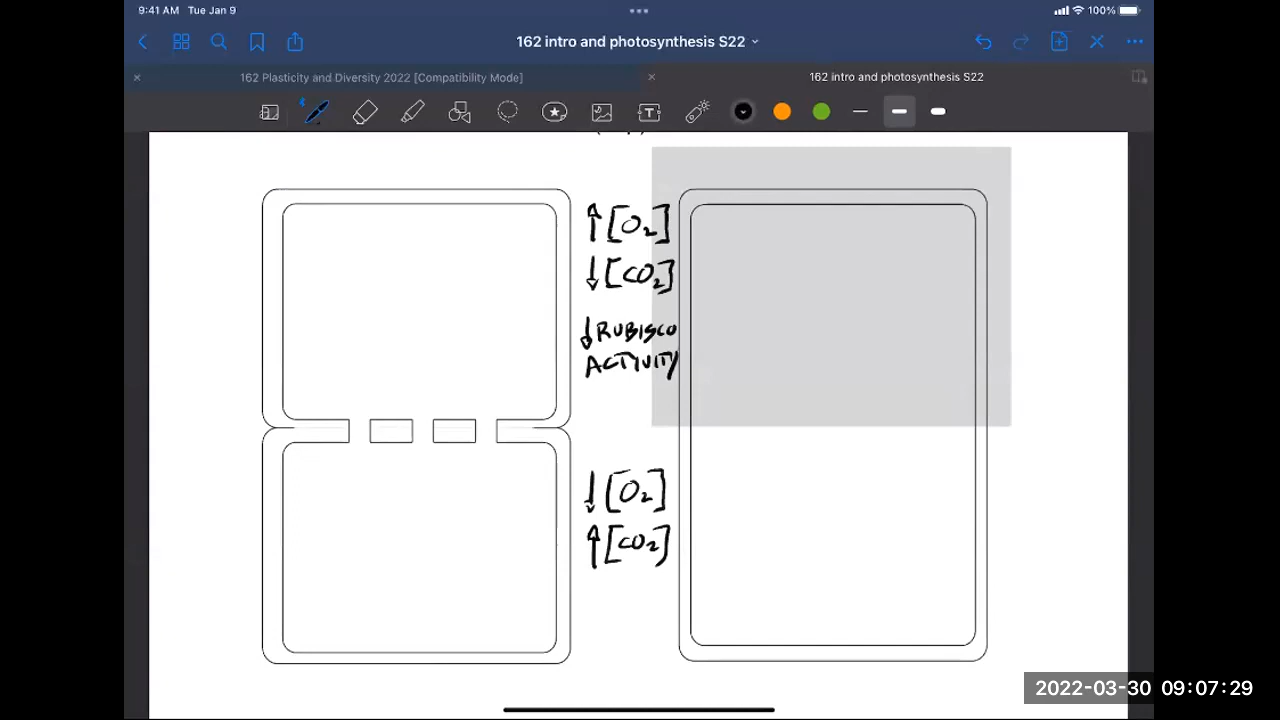 9:41 AM Tue Jan 9
100%
162 intro and photosynthesis S22
162 Plasticity and Diversity 2022 [Compatibility Mode]
162 intro and photosynthesis S22
T
↑[O₂]
↓[CO₂]
↓RUBISCO
ACTIVITY
↓[O₂]
↑[CO₂]
2022-03-30 09:07:29